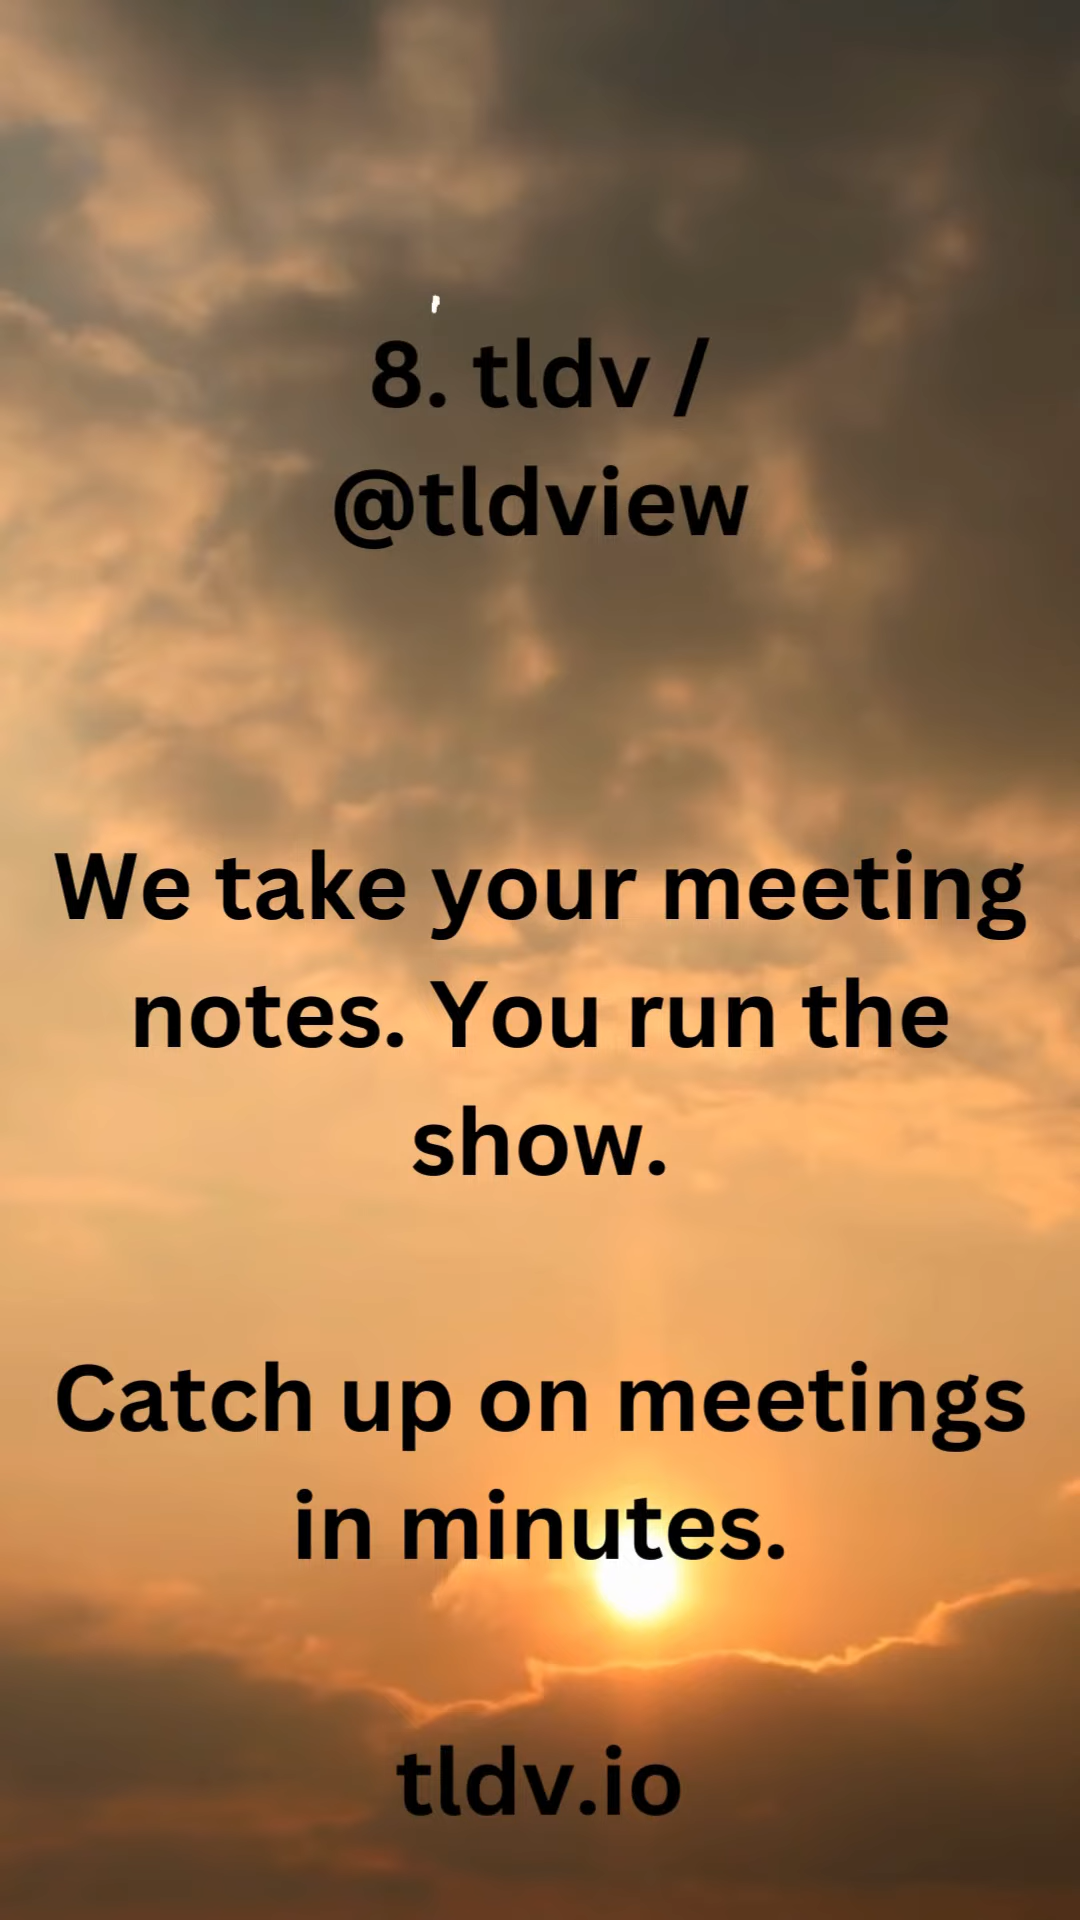 8. tldv /
@tldview
We take your meeting
notes. You run the
show.
Catch up on meetings
in minutes.
tldv.io